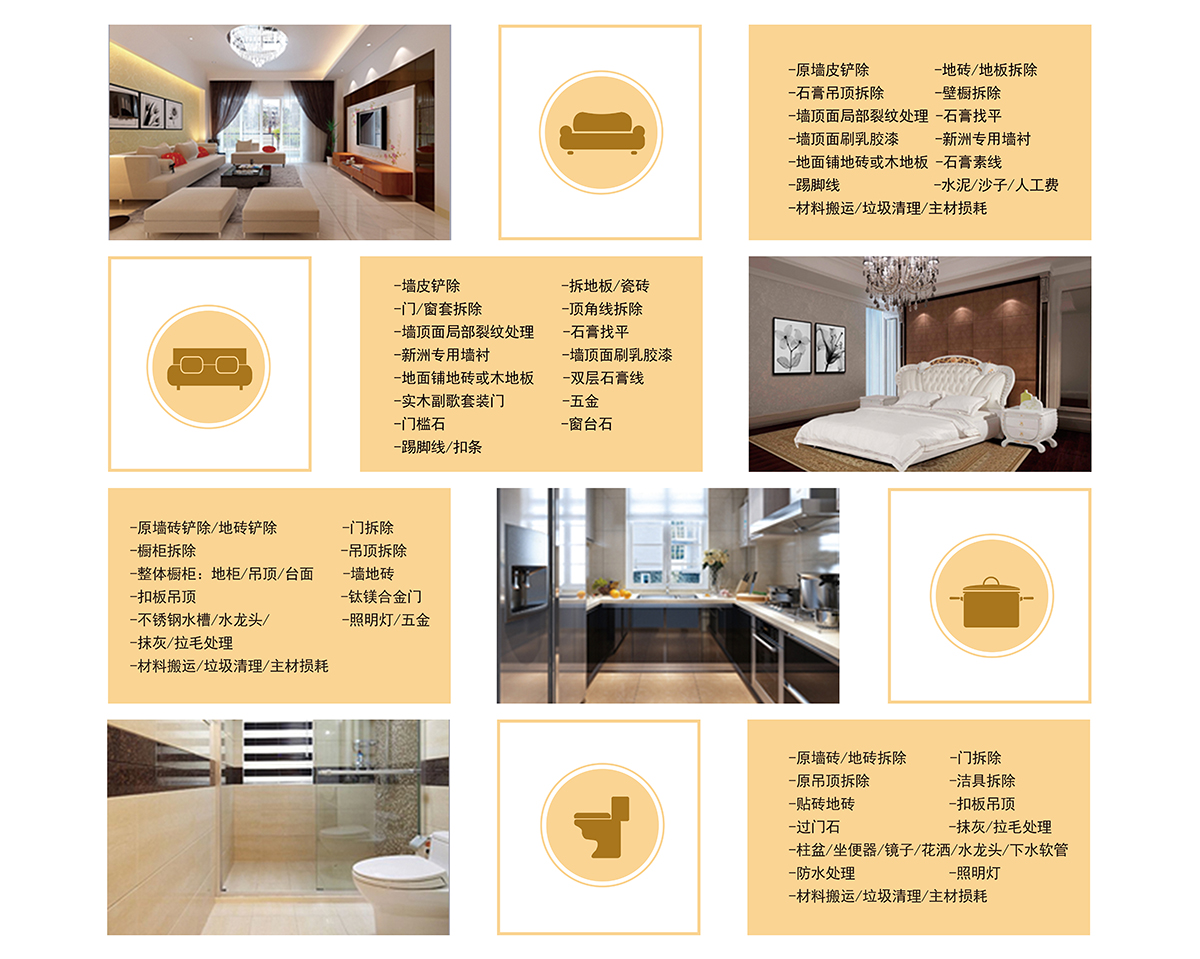 -原墙皮铲除 -地砖/地板拆除
-石膏吊顶拆除 -壁橱拆除
-墙顶面局部裂纹处理 -石膏找平
-墙顶面刷乳胶漆 -新洲专用墙衬
-地面铺地砖或木地板 -石膏素线
-踢脚线 -水泥/沙子/人工费
-材料搬运/垃圾清理/主材损耗
-墙皮铲除 -拆地板/瓷砖
-门/窗套拆除 -顶角线拆除
-墙顶面局部裂纹处理 -石膏找平
-新洲专用墙衬 -墙顶面刷乳胶漆
-地面铺地砖或木地板 -双层石膏线
-实木副歌套装门 -五金
-门槛石 -窗台石
-踢脚线/扣条
-原墙砖铲除/地砖铲除 -门拆除
-橱柜拆除 -吊顶拆除
-整体橱柜：地柜/吊顶/台面 -墙地砖
-扣板吊顶 -钛镁合金门
-不锈钢水槽/水龙头/ -照明灯/五金
-抹灰/拉毛处理
-材料搬运/垃圾清理/主材损耗
-原墙砖/地砖拆除 -门拆除
-原吊顶拆除 -洁具拆除
-贴砖地砖 -扣板吊顶
-过门石 -抹灰/拉毛处理
-柱盆/坐便器/镜子/花洒/水龙头/下水软管
-防水处理 -照明灯
-材料搬运/垃圾清理/主材损耗